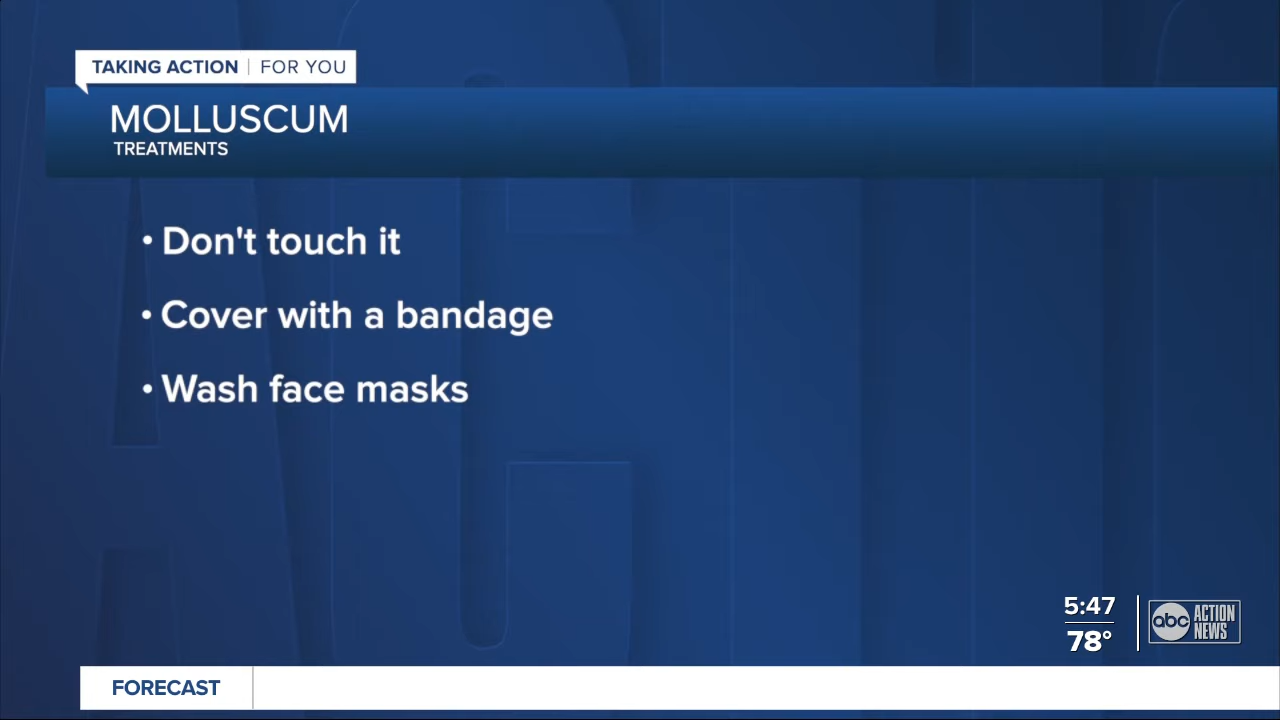 TAKING ACTION | FOR YOU
MOLLUSCUM
TREATMENTS
• Don't touch it
• Cover with a bandage
• Wash face masks
5:47
78°
abc ACTION NEWS
FORECAST